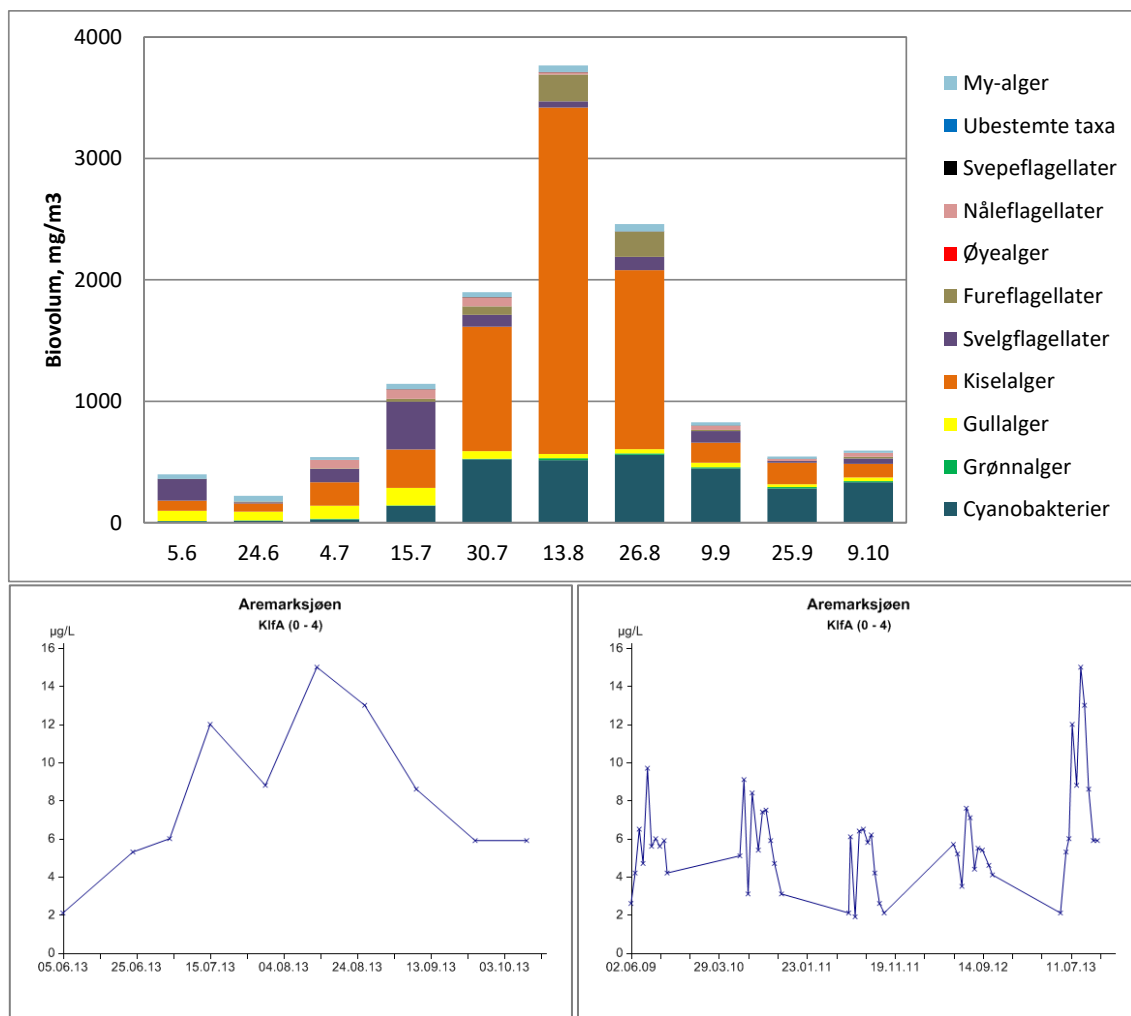 4000
3000
2000
1000
0
Biovolum, mg/m3
5.6 24.6 4.7 15.7 30.7 13.8 26.8 9.9 25.9 9.10
My-alger
Ubestemte taxa
Svepeflagellater
Nåleflagellater
Øyealger
Fureflagellater
Svelgflagellater
Kiselalger
Gullalger
Grønnalger
Cyanobakterier
Aremarksjøen
KlfA (0 - 4)
µg/L
16
14
12
10
8
6
4
2
0
05.06.13 25.06.13 15.07.13 04.08.13 24.08.13 13.09.13 03.10.13
Aremarksjøen
KlfA (0 - 4)
µg/L
16
14
12
10
8
6
4
2
0
02.06.09 29.03.10 23.01.11 19.11.11 14.09.12 11.07.13